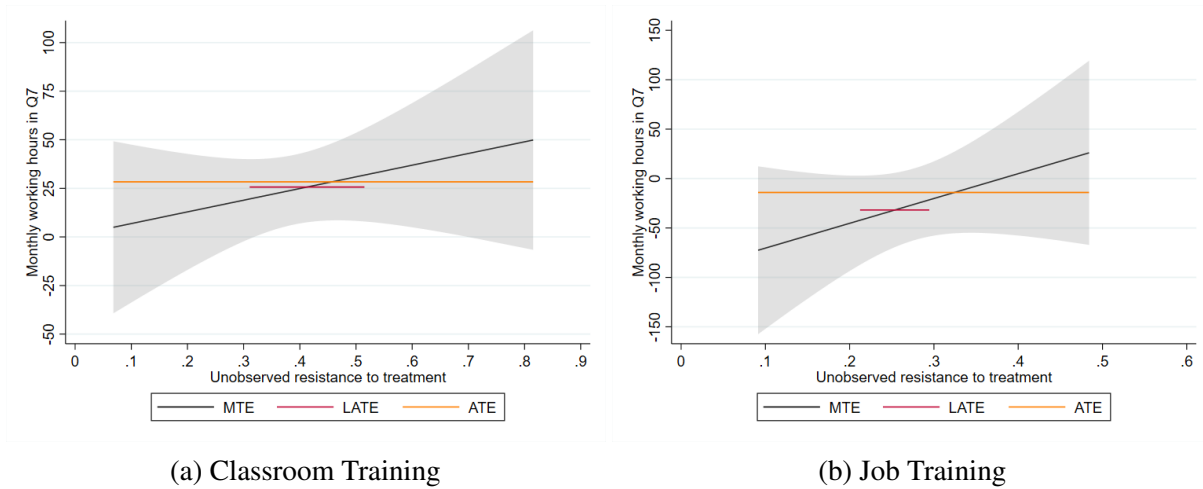 Monthly working hours in Q7
100
75
50
25
0
-25
-50
0 .1 .2 .3 .4 .5 .6 .7 .8 .9
Unobserved resistance to treatment
MTE LATE ATE
(a) Classroom Training
Monthly working hours in Q7
150
100
50
0
-50
-100
-150
0 .1 .2 .3 .4 .5 .6
Unobserved resistance to treatment
MTE LATE ATE
(b) Job Training